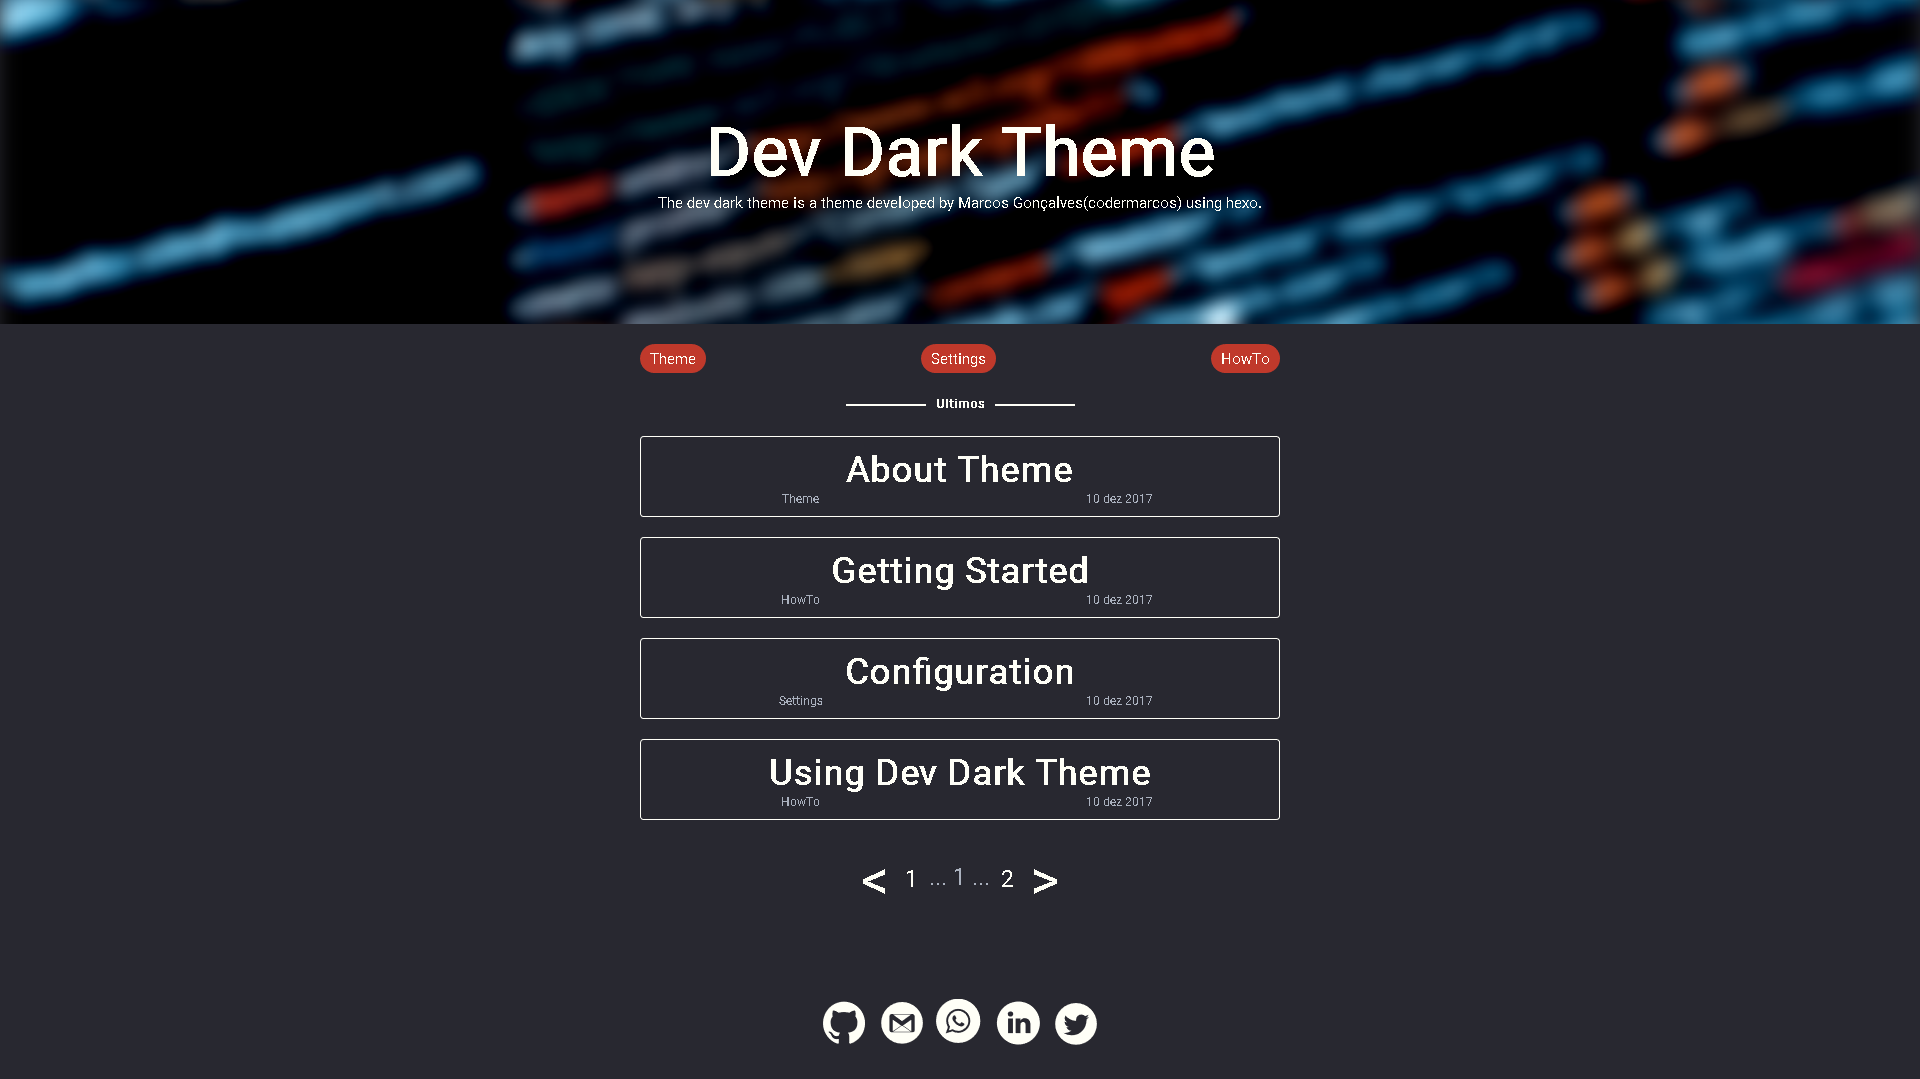 Dev Dark Theme
The dev dark theme is a theme developed by Marcos Gonçalves(codermarcos) using hexo.
Theme Settings HowTo
Ultimos
About Theme
Theme 10 dez 2017
Getting Started
HowTo 10 dez 2017
Configuration
Settings 10 dez 2017
Using Dev Dark Theme
HowTo 10 dez 2017
< 1 ... 1 ... 2 >
in